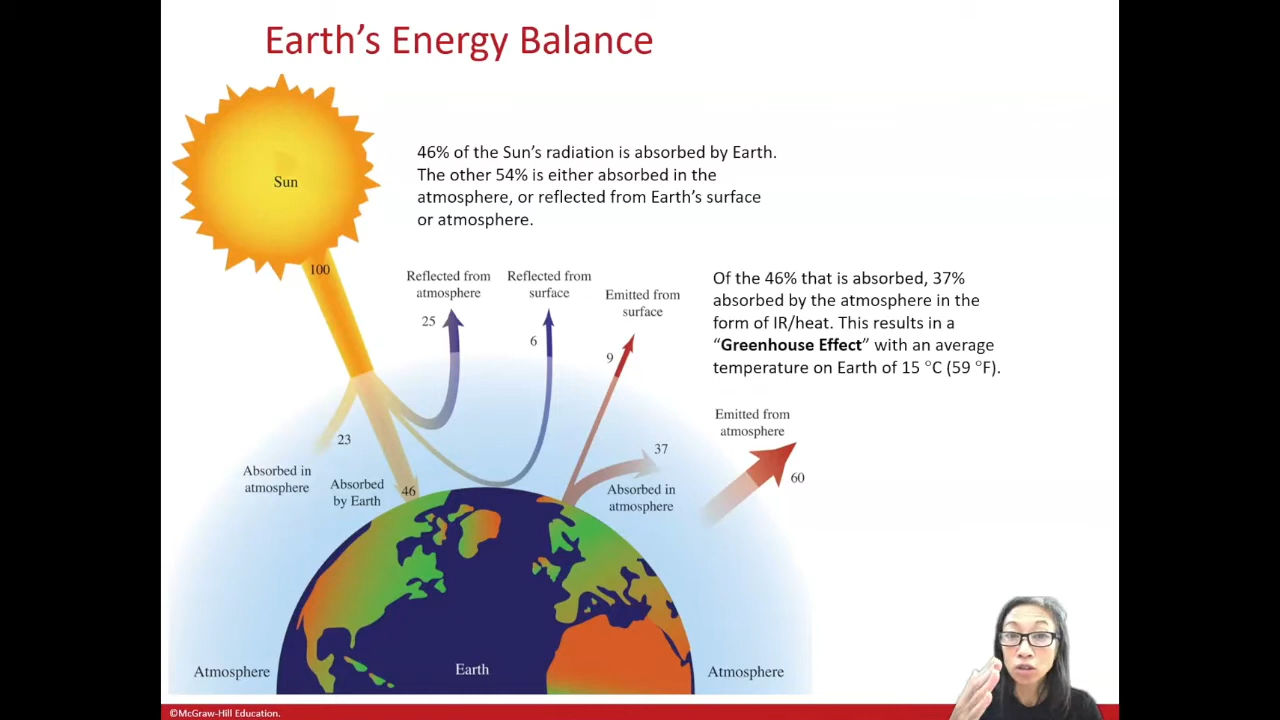 Earth's Energy Balance
Sun
46% of the Sun's radiation is absorbed by Earth.
The other 54% is either absorbed in the
atmosphere, or reflected from Earth's surface
or atmosphere.
100
Reflected from
atmosphere
25
Reflected from
surface
6
Emitted from
surface
9
Of the 46% that is absorbed, 37%
absorbed by the atmosphere in the
form of IR/heat. This results in a
“Greenhouse Effect” with an average
temperature on Earth of 15 °C (59 °F).
Emitted from
atmosphere
60
23
Absorbed in
atmosphere
Absorbed
by Earth
46
37
Absorbed in
atmosphere
Atmosphere
Earth
Atmosphere
©McGraw-Hill Education.